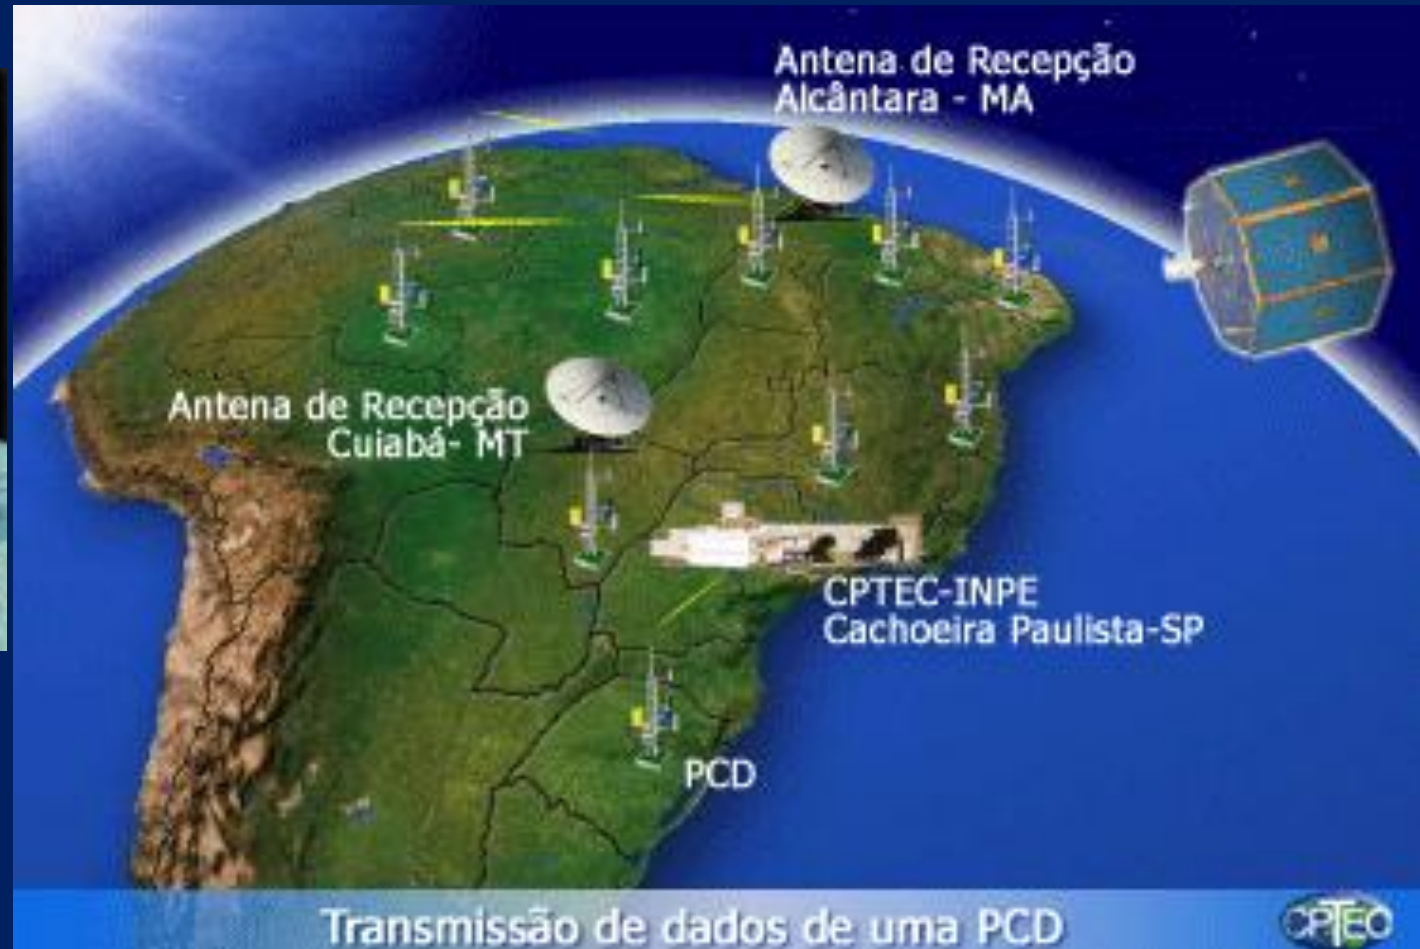 Antena de Recepção
Alcântara - MA
Antena de Recepção
Cuiabá- MT
CPTEC-INPE
Cachoeira Paulista-SP
PCD
Transmissão de dados de uma PCD
CPTEC